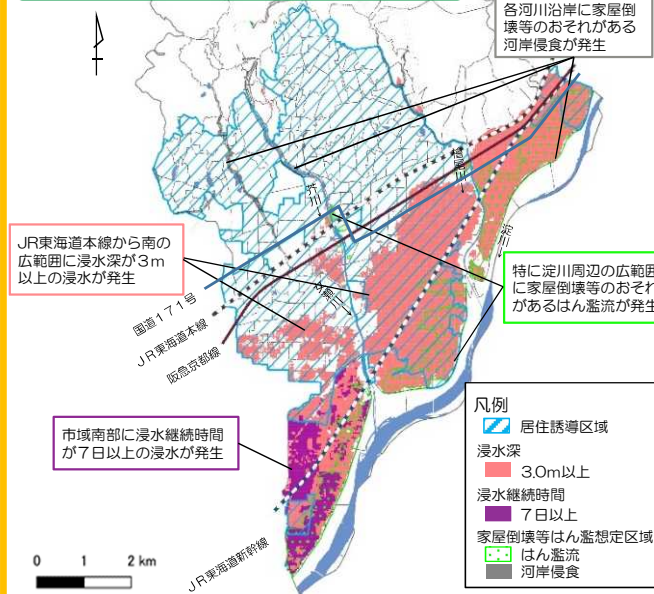 各河川沿岸に家屋倒
壊等のおそれがある
河岸侵食が発生
JR東海道本線から南の
広範囲に浸水深が3m
以上の浸水が発生
芥川
檜尾川
女瀬川
淀川
国道171号
JR東海道本線
阪急京都線
特に淀川周辺の広範囲
に家屋倒壊等のおそれ
があるはん濫流が発生
市域南部に浸水継続時間
が7日以上の浸水が発生
JR東海道新幹線
0 1 2 km
凡例
居住誘導区域
浸水深
3.0m以上
浸水継続時間
7日以上
家屋倒壊等はん濫想定区域
はん濫流
河岸侵食